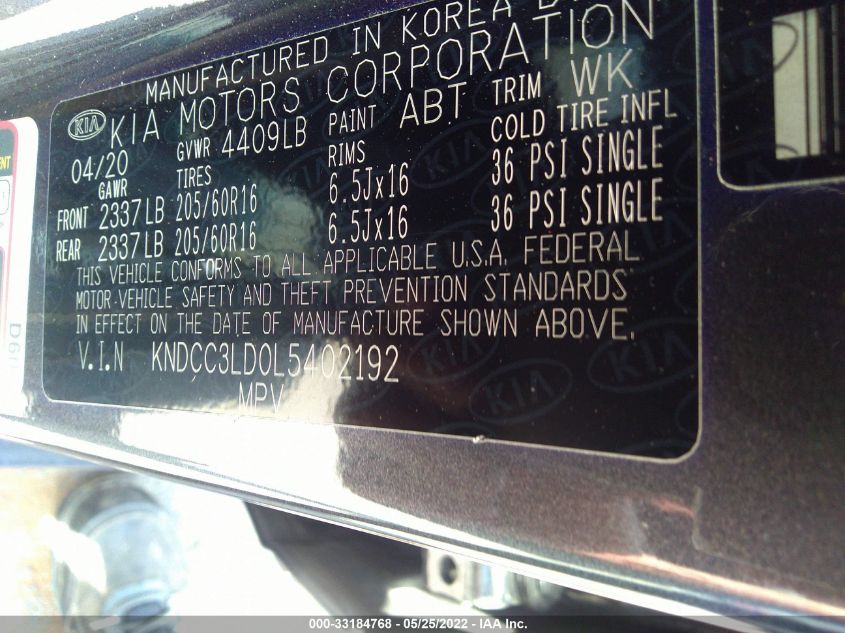 MANUFACTURED IN KOREA
KIA KIA MOTORS CORPORATION
04/20 GVWR 4409LB PAINT ABT TRIM WK
GAWR TIRES RIMS COLD TIRE INFL
FRONT 2337LB 205/60R16 6.5Jx16 36 PSI SINGLE
REAR 2337LB 205/60R16 6.5Jx16 36 PSI SINGLE
THIS VEHICLE CONFORMS TO ALL APPLICABLE U.S.A. FEDERAL
MOTOR VEHICLE SAFETY AND THEFT PREVENTION STANDARDS
IN EFFECT ON THE DATE OF MANUFACTURE SHOWN ABOVE.
V.I.N KNDCC3LD0L5402192
MPV
000-33184768 - 05/25/2022 - IAA Inc.